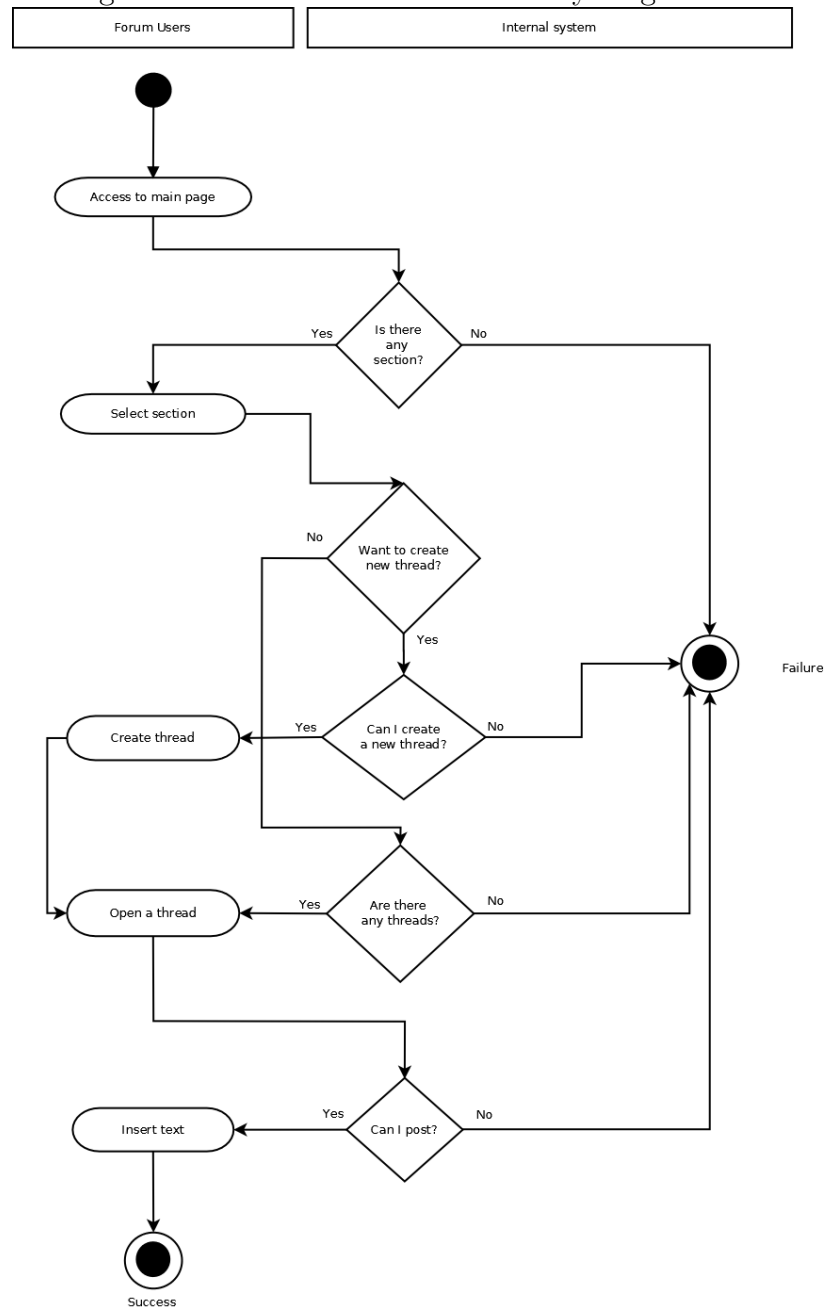 Forum Users
Internal system
Access to main page
Is there
any
section?
Yes
No
Select section
Want to create
new thread?
No
Yes
Failure
Can I create
a new thread?
Yes
No
Create thread
Are there
any threads?
Yes
No
Open a thread
Can I post?
Yes
No
Insert text
Success